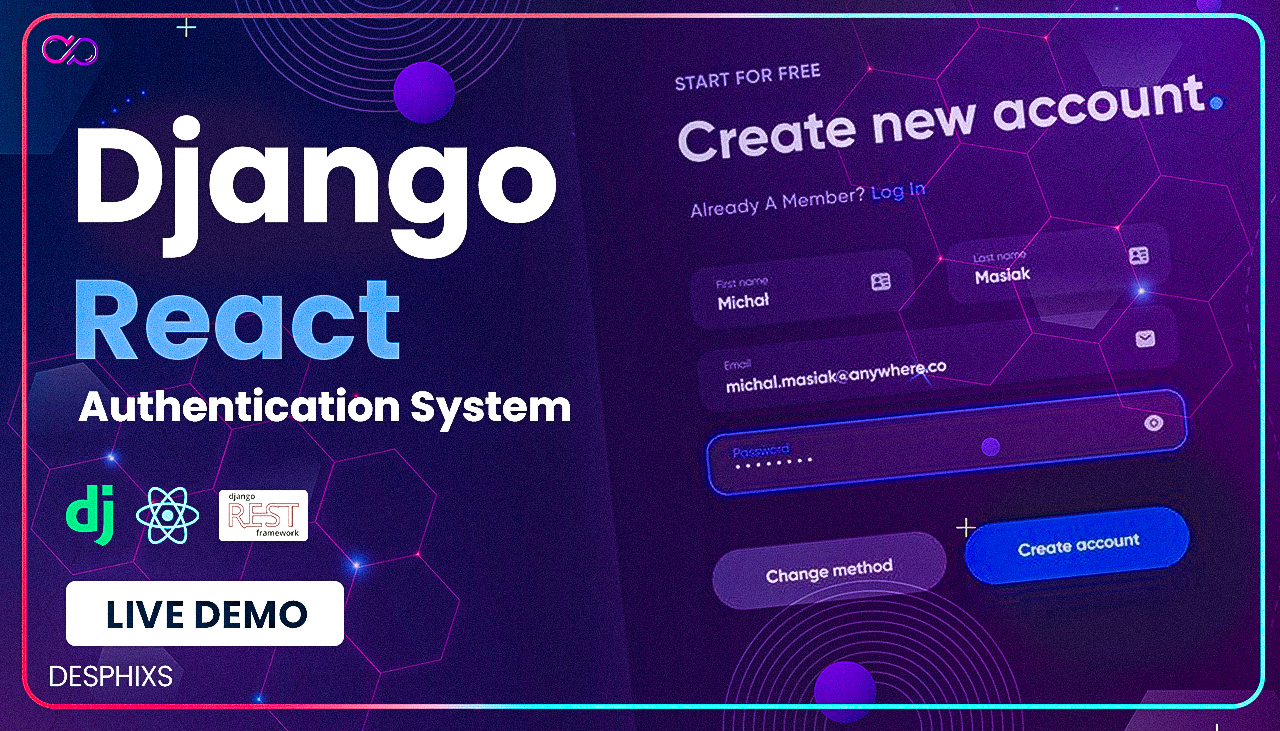 Django
React
Authentication System
dj
django
REST
framework
LIVE DEMO
DESPHIXS
START FOR FREE
Create new account.
Already A Member? Log In
First name
Michał
Last name
Masiak
Email
michal.masiak@anywhere.co
Password
Change method
Create account